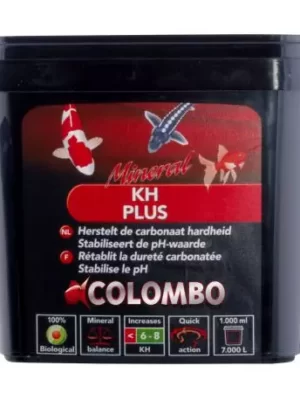 Mineral
KH
PLUS
NL Herstelt de carbonaat hardheid
Stabiliseert de pH-waarde
F Rétablit la dureté carbonatée
Stabilise le pH
COLOMBO
100% Mineral Increases Quick 1.000 ml
< 6-8
Biological balance KH action 7.000 L